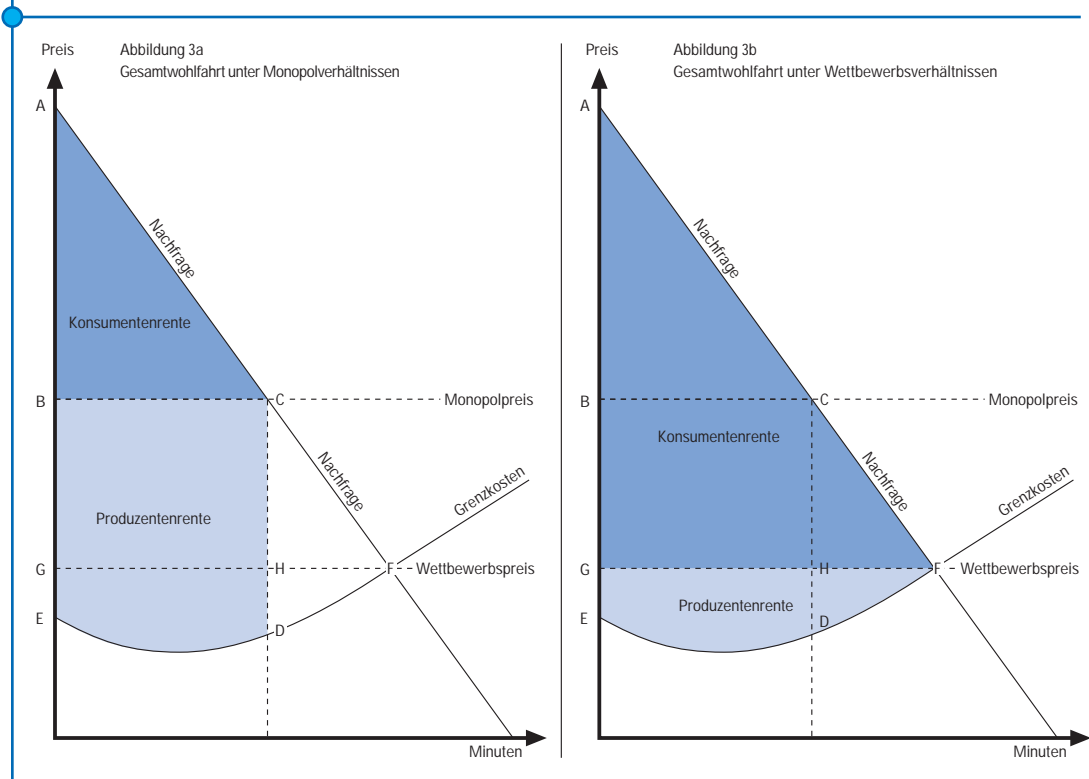 Preis
Abbildung 3a
Gesamtwohlfahrt unter Monopolverhältnissen
A
Nachfrage
Konsumentenrente
B
C
Monopolpreis
Nachfrage
Grenzkosten
Produzentenrente
G
H
F
Wettbewerbspreis
E
D
Minuten
Preis
Abbildung 3b
Gesamtwohlfahrt unter Wettbewerbsverhältnissen
A
Nachfrage
B
C
Monopolpreis
Konsumentenrente
Nachfrage
Grenzkosten
G
H
F
Wettbewerbspreis
Produzentenrente
E
D
Minuten